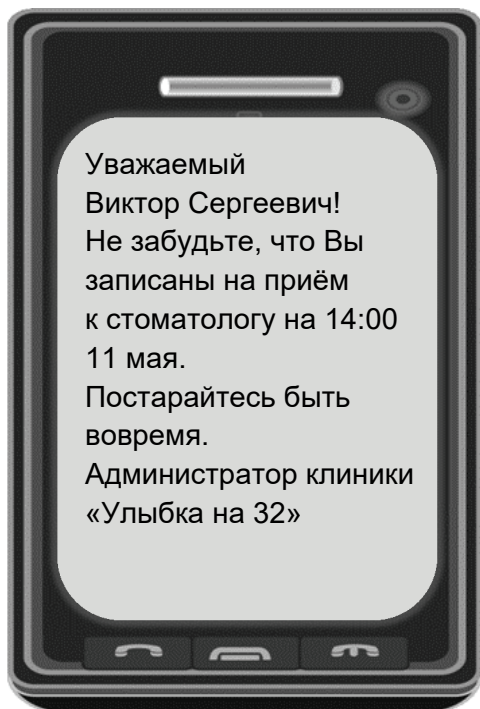 Уважаемый
Виктор Сергеевич!
Не забудьте, что Вы
записаны на приём
к стоматологу на 14:00
11 мая.
Постарайтесь быть
вовремя.
Администратор клиники
«Улыбка на 32»